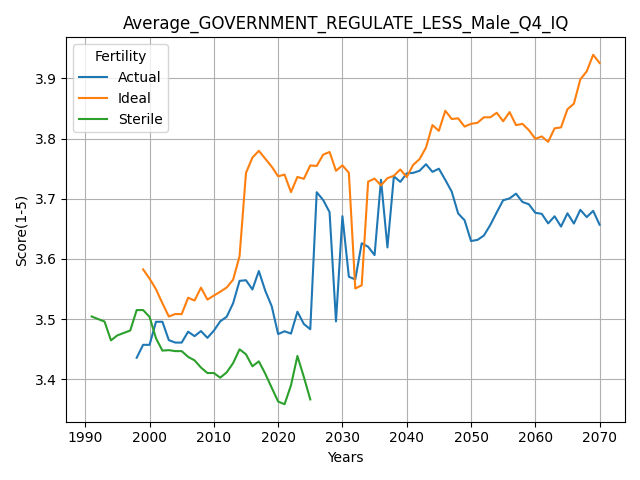 Average_GOVERNMENT_REGULATE_LESS_Male_Q4_IQ
Fertility
Actual
Ideal
Sterile
3.9
3.8
3.7
3.6
3.5
3.4
Score(1-5)
1990 2000 2010 2020 2030 2040 2050 2060 2070
Years